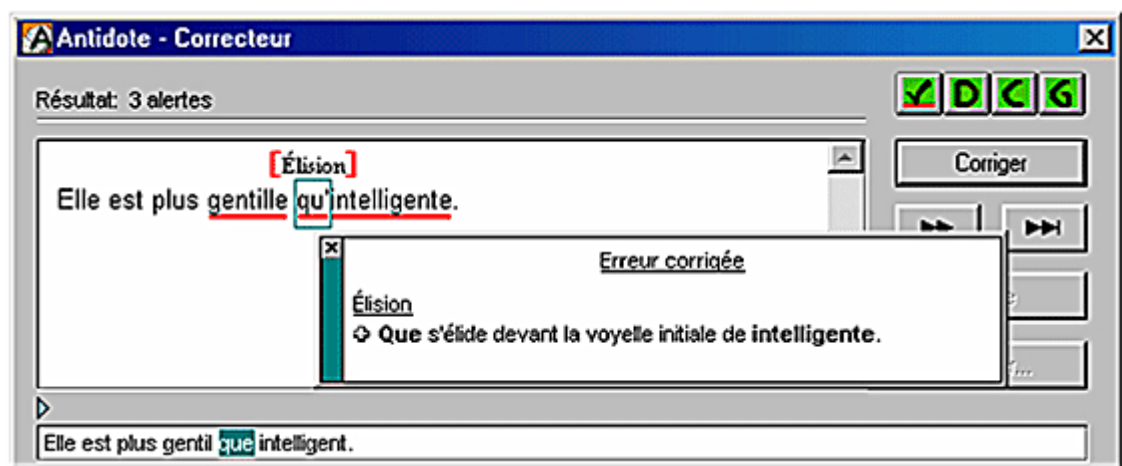 Antidote - Correcteur
Résultat: 3 alertes
D C G
[Élision]
Corriger
Elle est plus gentille qu'intelligente.
Erreur corrigée
Élision
Que s'élide devant la voyelle initiale de intelligente.
Elle est plus gentil que intelligent.